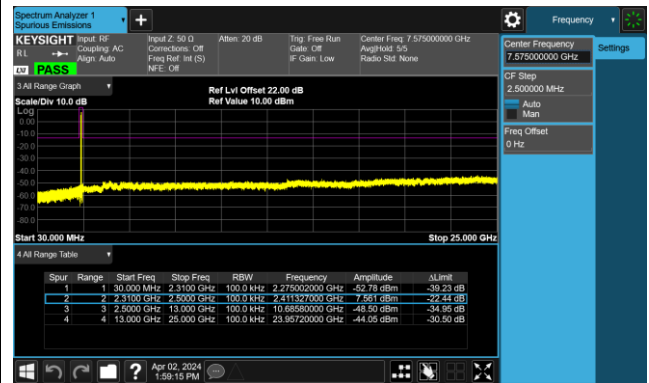 Spectrum Analyzer 1
Spurious Emissions
Frequency
KEYSIGHT Input: RF
RL
Coupling: AC
Align: Auto
LXI PASS
Input Z: 50 Ω
Corrections: Off
Freq Ref: Int (S)
NFE: Off
Atten: 20 dB
Trig: Free Run
Gate: Off
IF Gain: Low
Center Freq: 7.575000000 GHz
Avg|Hold: 5/5
Radio Std: None
Center Frequency
7.575000000 GHz
Settings
CF Step
2.500000 MHz
Auto
Man
Freq Offset
0 Hz
3 All Range Graph
Scale/Div 10.0 dB
Ref Lvl Offset 22.00 dB
Ref Value 10.00 dBm
Log
0.00
-10.0
-20.0
-30.0
-40.0
-50.0
-60.0
-70.0
-80.0
Start 30.000 MHz
Stop 25.000 GHz
4 All Range Table
Spur Range Start Freq Stop Freq RBW Frequency Amplitude ΔLimit
1 1 30.000 MHz 2.3100 GHz 100.0 kHz 2.275002000 GHz -52.78 dBm -39.23 dB
2 2 2.3100 GHz 2.5000 GHz 100.0 kHz 2.411327000 GHz 7.561 dBm -22.44 dB
3 3 2.5000 GHz 13.000 GHz 100.0 kHz 10.68580000 GHz -48.50 dBm -34.95 dB
4 4 13.000 GHz 25.000 GHz 100.0 kHz 23.95720000 GHz -44.05 dBm -30.50 dB
?
Apr 02, 2024
1:59:15 PM